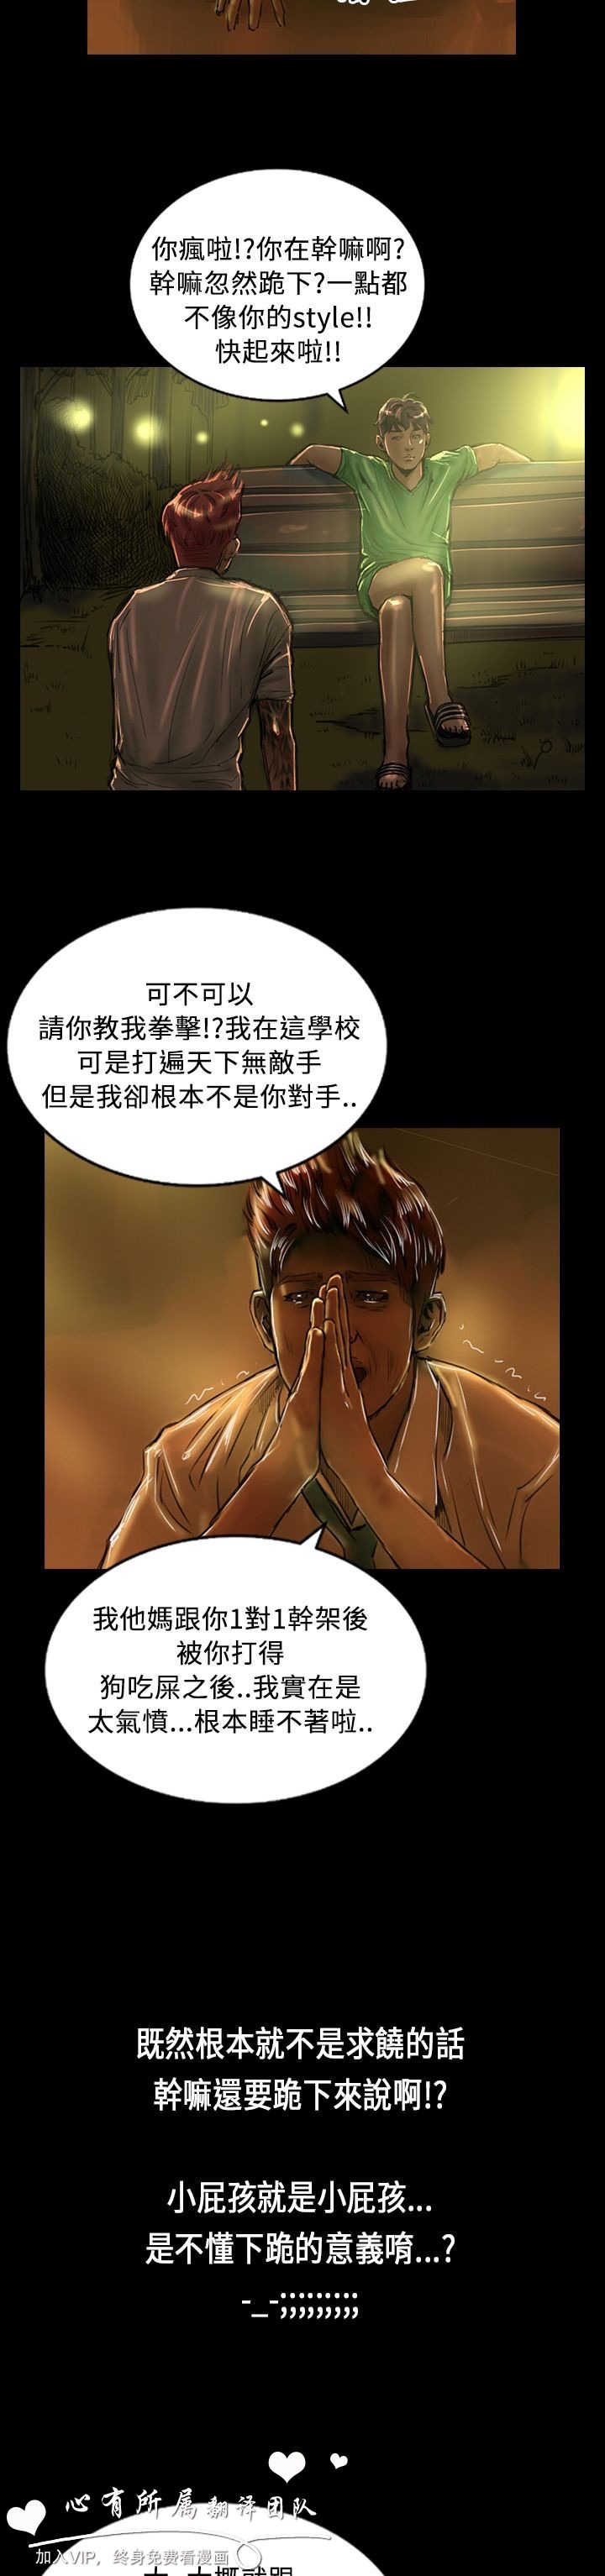 你瘋啦!?你在幹嘛啊?
幹嘛忽然跪下?一點都
不像你的style!!
快起來啦!!
可不可以
請你教我拳擊!?我在這學校
可是打遍天下無敵手
但是我卻根本不是你對手..
我他媽跟你1對1幹架後
被你打得
狗吃屎之後..我實在是
太氣憤...根本睡不著啦..
既然根本就不是求饒的話
幹嘛還要跪下來說啊!?
小屁孩就是小屁孩...
是不懂下跪的意義唷...?
-_-;;;;;;;;;
心有所属翻译团队
加入VIP，终身免费看漫画